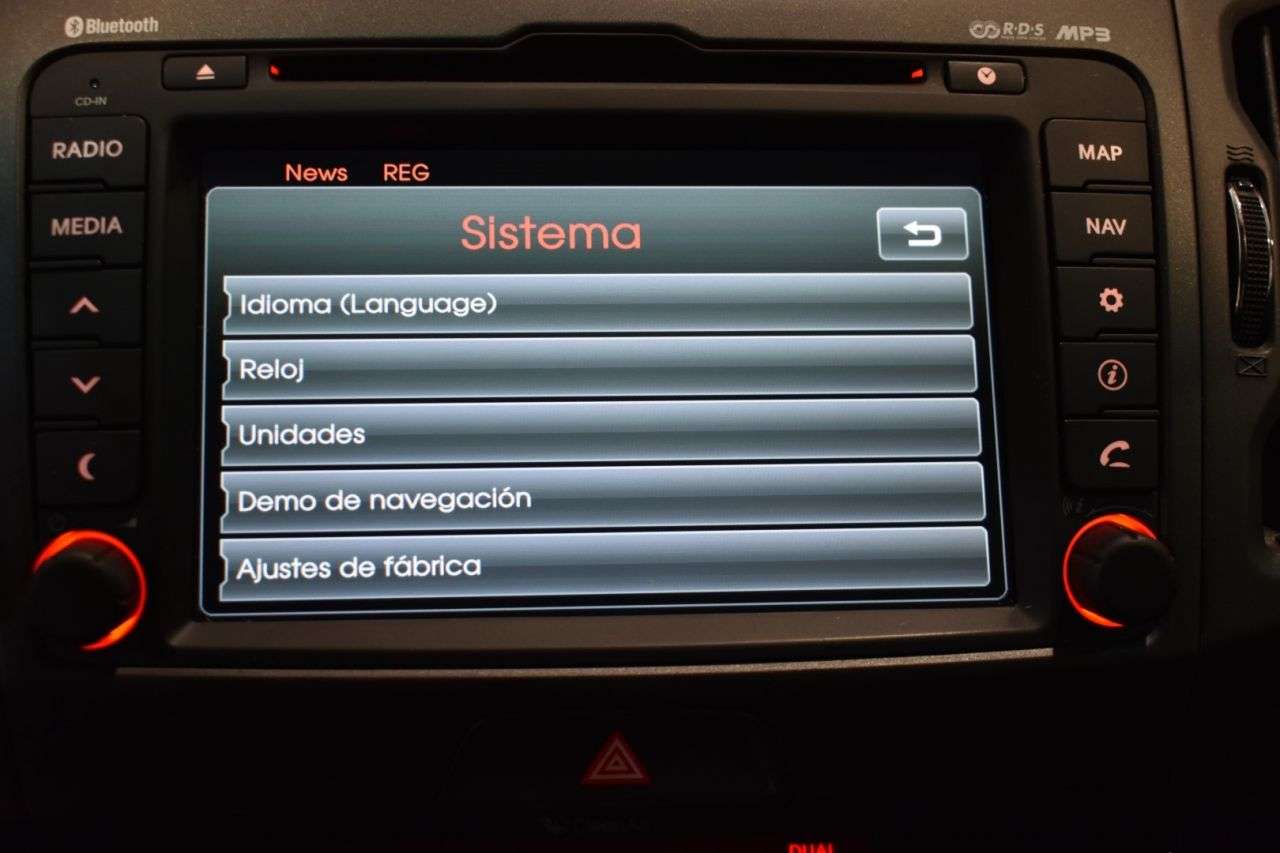 Bluetooth
R·D·S MP3
CD-IN
RADIO
MEDIA
MAP
NAV
News REG
Sistema
Idioma (Language)
Reloj
Unidades
Demo de navegación
Ajustes de fábrica
DUAL